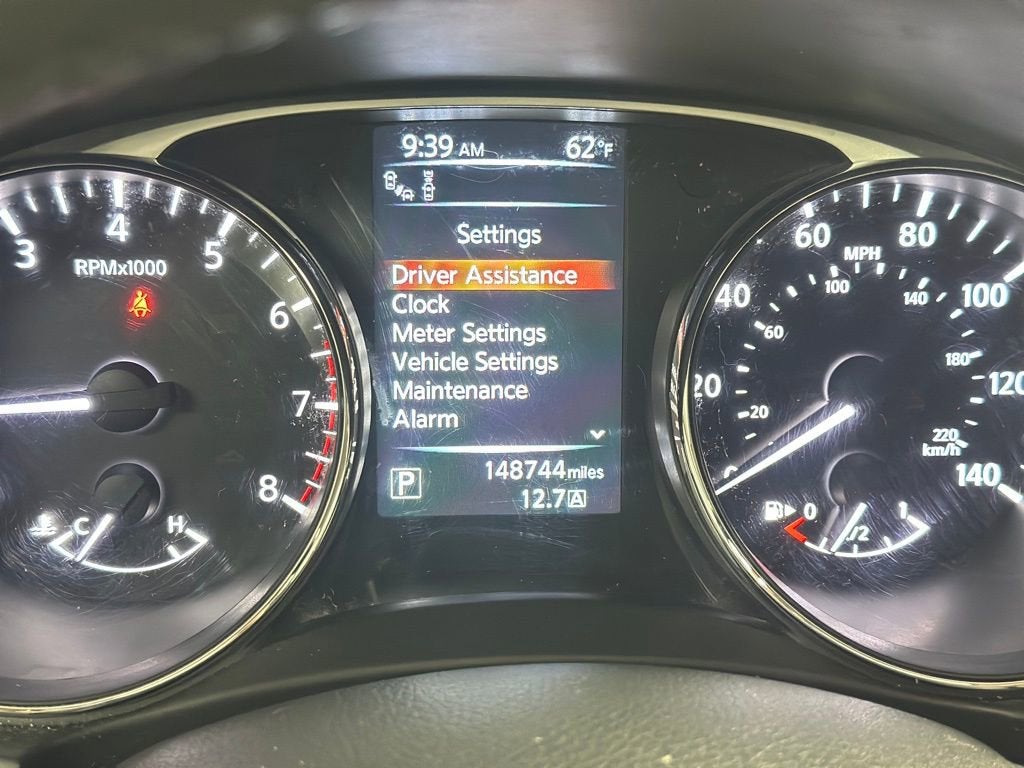 9:39 AM 62°F
Settings
Driver Assistance
Clock
Meter Settings
Vehicle Settings
Maintenance
Alarm
P
148744 miles
12.7 A
3 4 5 6 7 8
RPMx1000
C H
20 40 60 80 100 120 140
MPH
20 60 100 140 180 220
km/h
0 1/2 1